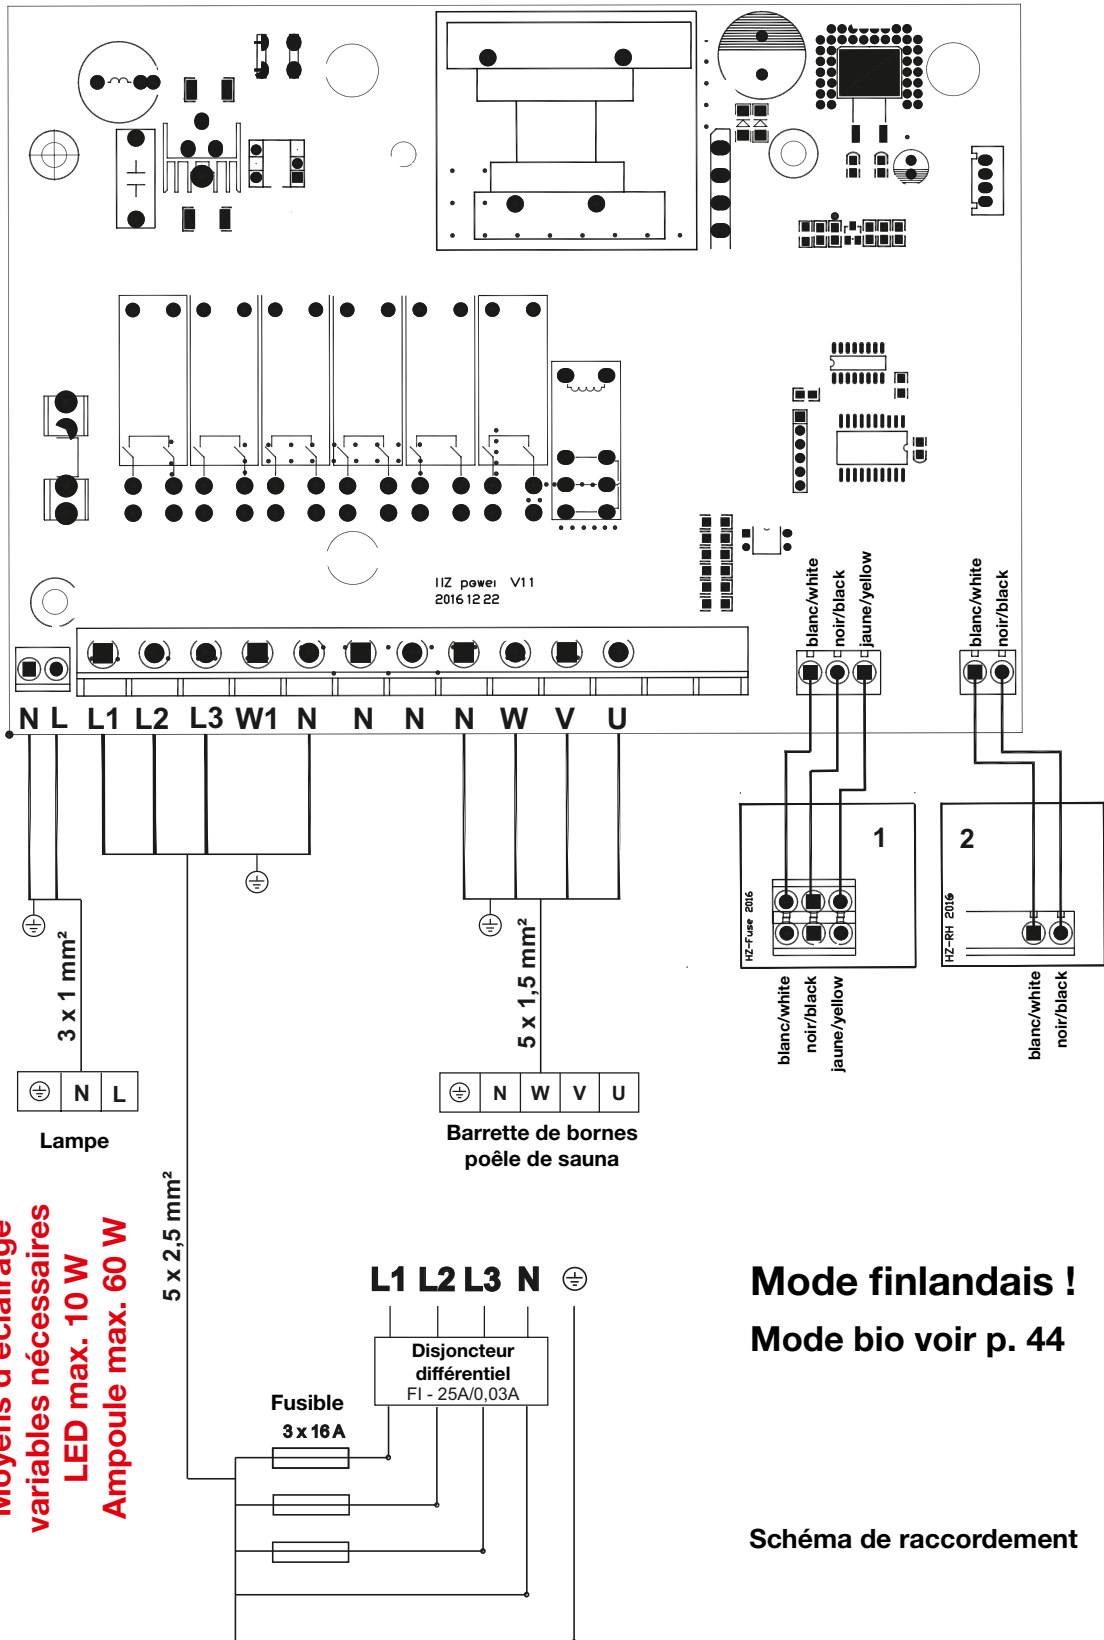 IIZ power V11
2016 12 22
blanc/white
noir/black
jaune/yellow
blanc/white
noir/black
N L L1 L2 L3 W1 N N N N W V U
1
HZ-Fuse 2016
2
HZ-RH 2016
blanc/white
noir/black
jaune/yellow
blanc/white
noir/black
3 x 1 mm²
5 x 1,5 mm²
N L
Lampe
N W V U
Barrette de bornes
poêle de sauna
5 x 2,5 mm²
Moyens d'éclairage
variables nécessaires
LED max. 10 W
Ampoule max. 60 W
L1 L2 L3 N
Disjoncteur
différentiel
FI - 25A/0,03A
Fusible
3 x 16 A
Mode finlandais !
Mode bio voir p. 44
Schéma de raccordement